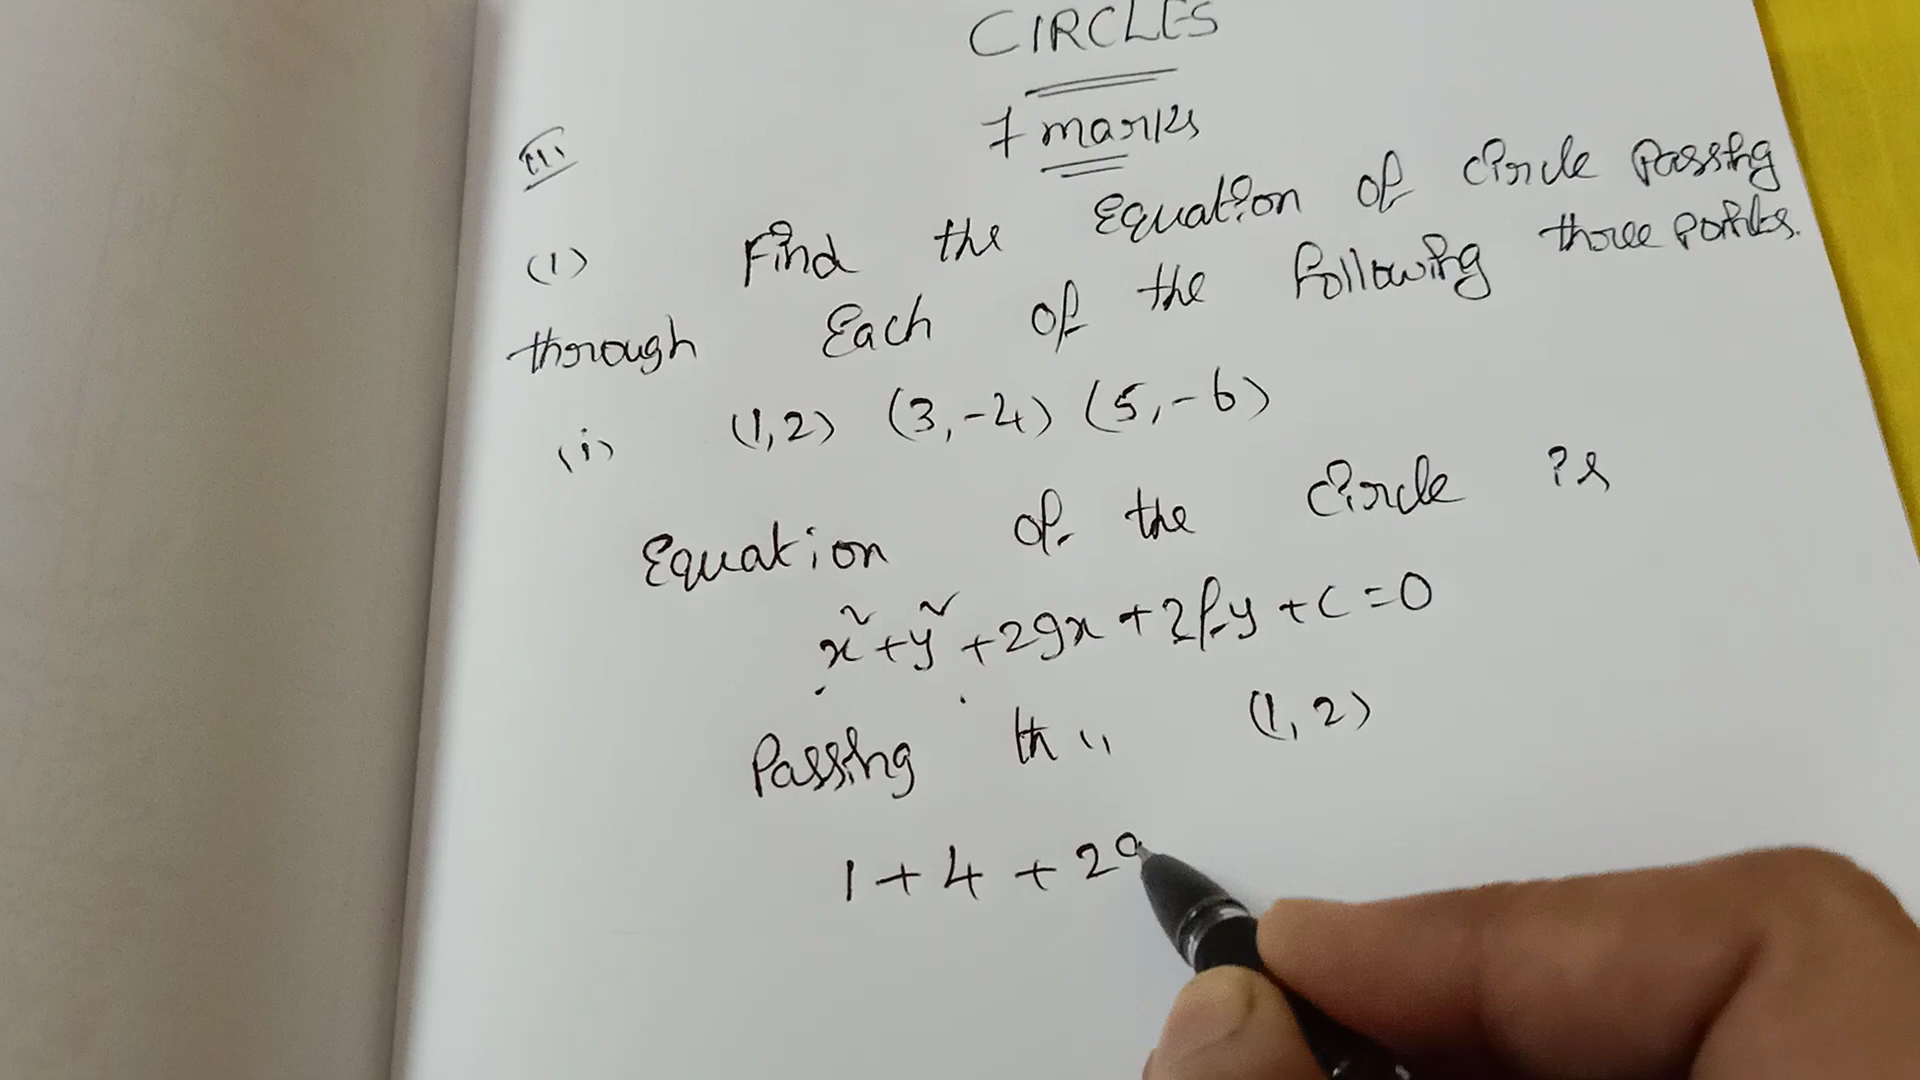 CIRCLES
7 marks
III.
(1) Find the Equation of circle Passing
through Each of the following three points.
(i) (1,2) (3,-4) (5,-6)
Equation of the circle is
x²+y²+2gx+2fy+c=0
Passing th " (1,2)
1+4+2g